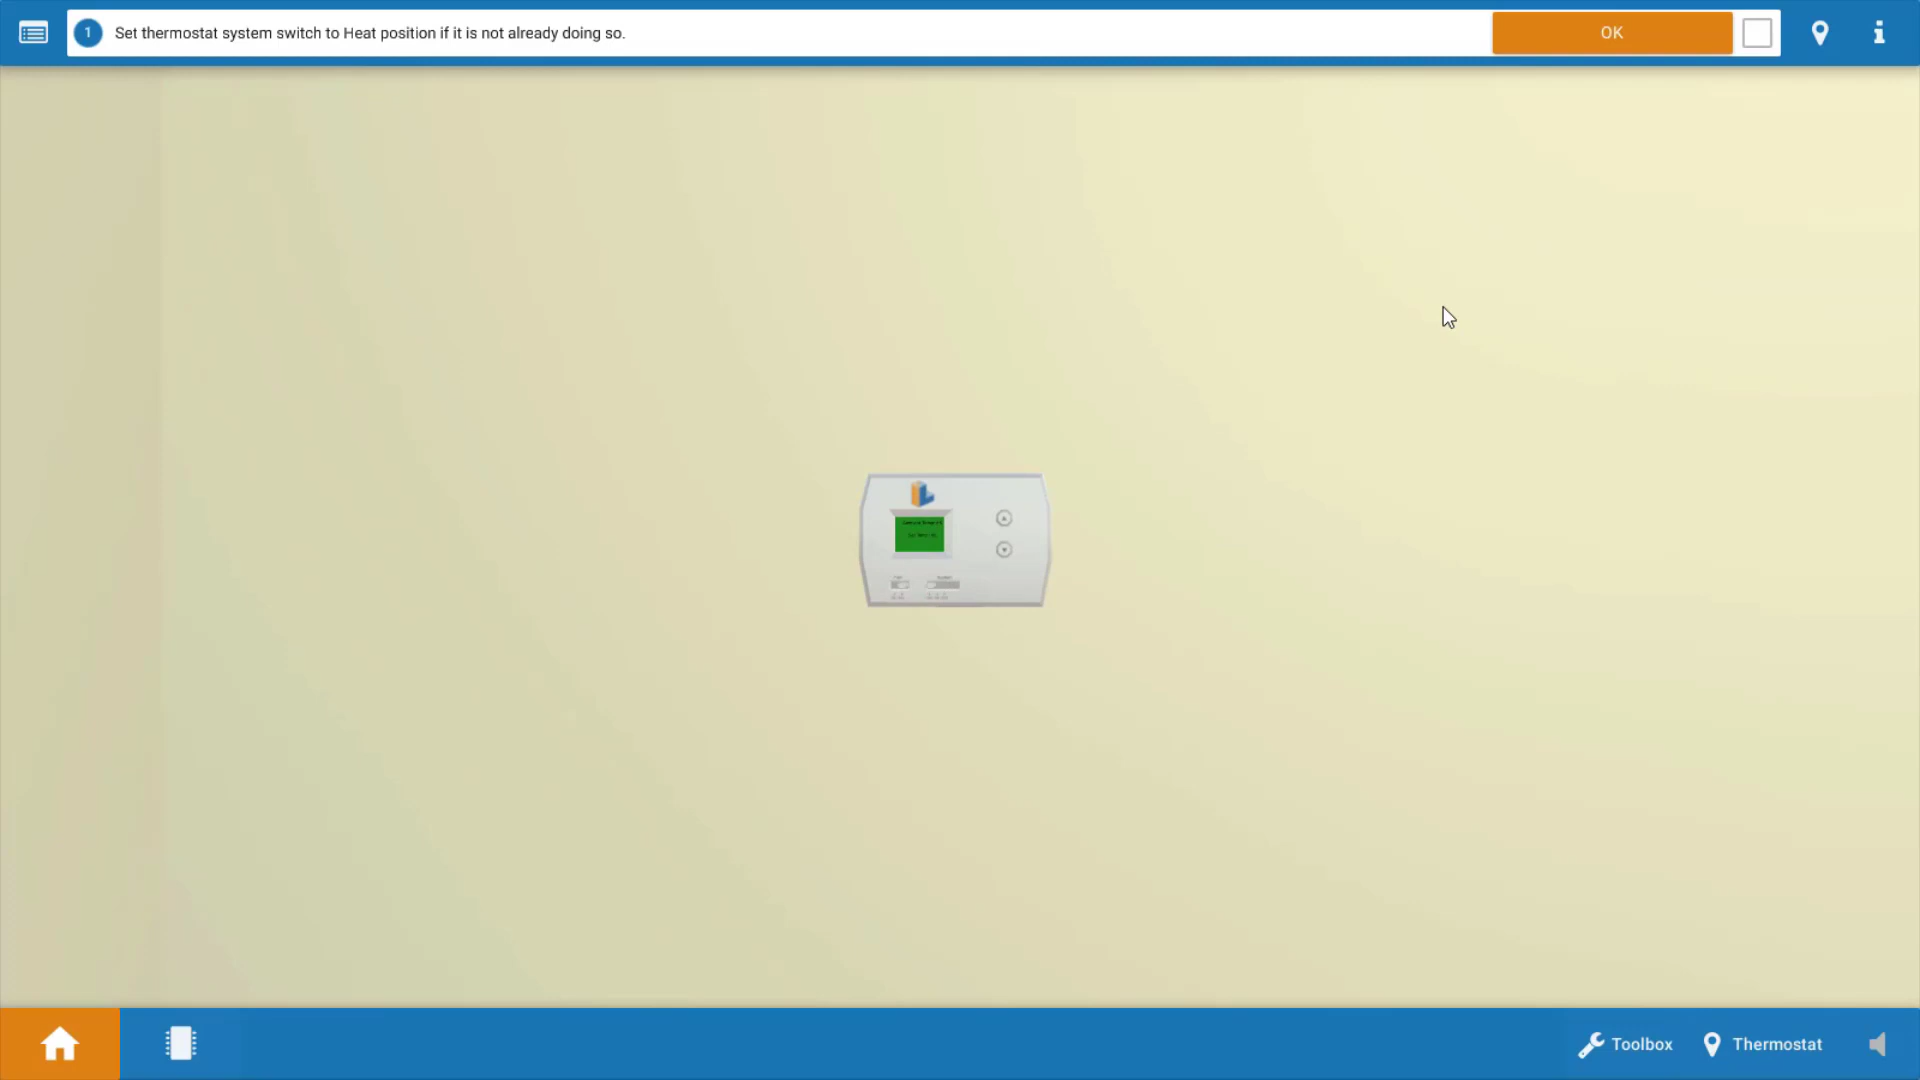 1 Set thermostat system switch to Heat position if it is not already doing so.
OK
Toolbox
Thermostat